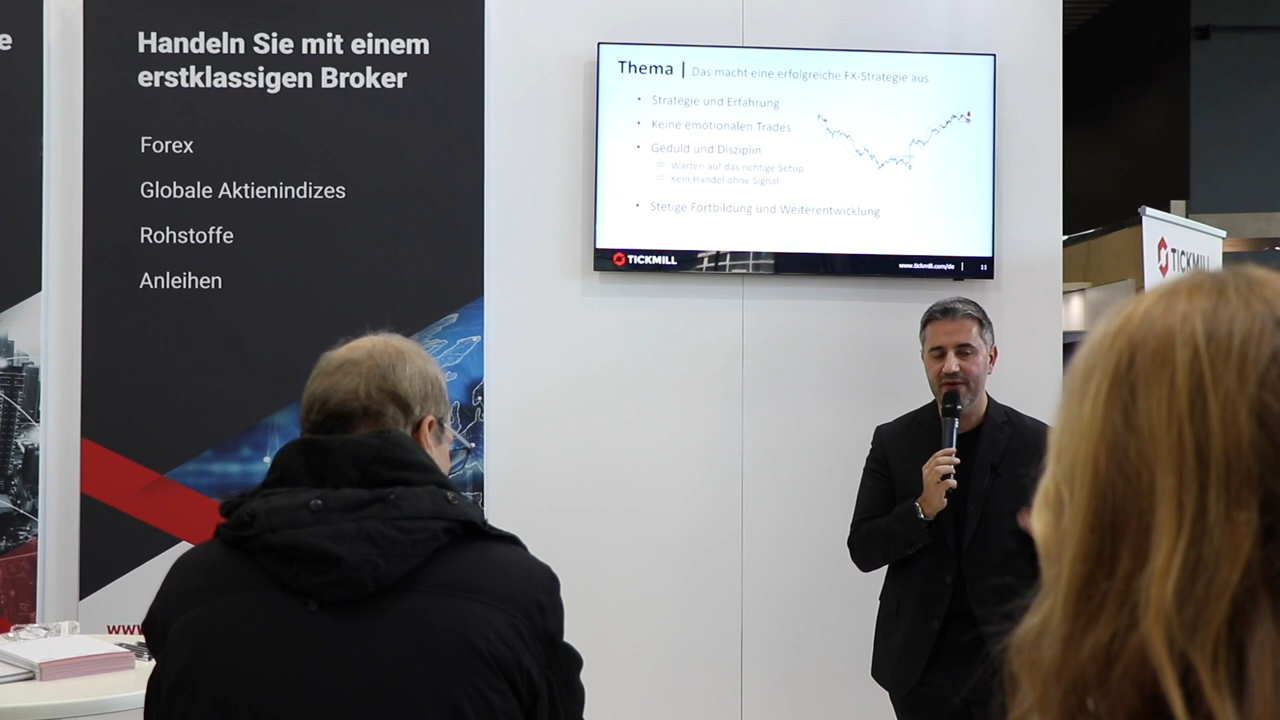 e
Handeln Sie mit einem
erstklassigen Broker
Forex
Globale Aktienindizes
Rohstoffe
Anleihen
www
Thema | Das macht eine erfolgreiche FX-Strategie aus
• Strategie und Erfahrung
• Keine emotionalen Trades
• Geduld und Disziplin
⇨ Warten auf das richtige Setup
⇨ Kein Handel ohne Signal
• Stetige Fortbildung und Weiterentwicklung
TICKMILL
www.tickmill.com/de | 11
TICKMILL